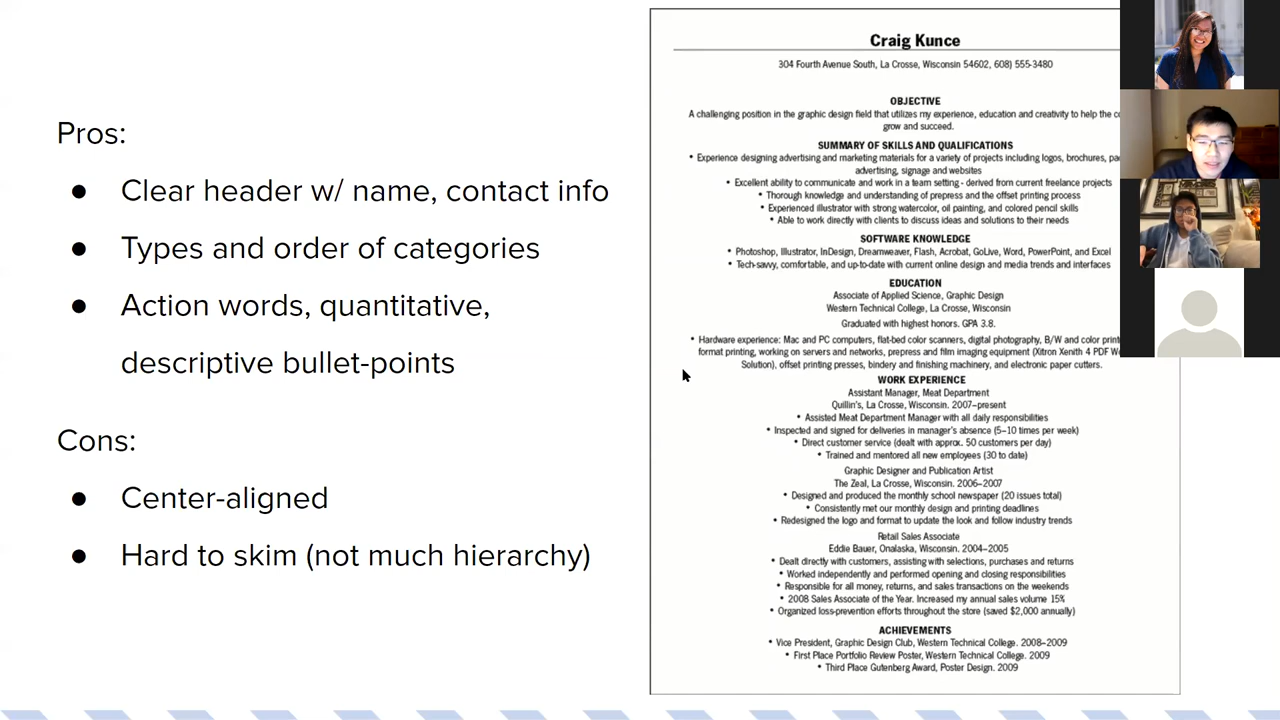 Pros:
● Clear header w/ name, contact info
● Types and order of categories
● Action words, quantitative,
descriptive bullet-points
Cons:
● Center-aligned
● Hard to skim (not much hierarchy)
Craig Kunce
304 Fourth Avenue South, La Crosse, Wisconsin 54602, 608) 555-3480
OBJECTIVE
A challenging position in the graphic design field that utilizes my experience, education and creativity to help the
grow and succeed.
SUMMARY OF SKILLS AND QUALIFICATIONS
• Experience designing advertising and marketing materials for a variety of projects including logos, brochures,
advertising, signage and websites
• Excellent ability to communicate and work in a team setting - derived from current freelance projects
• Thorough knowledge and understanding of prepress and the offset printing process
• Experienced illustrator with strong watercolor, oil painting, and colored pencil skills
• Able to work directly with clients to discuss ideas and solutions to their needs
SOFTWARE KNOWLEDGE
• Photoshop, Illustrator, InDesign, Dreamweaver, Flash, Acrobat, GoLive, Word, PowerPoint, and Excel
• Tech-savvy, comfortable, and up-to-date with current online design and media trends and interfaces
EDUCATION
Associate of Applied Science, Graphic Design
Western Technical College, La Crosse, Wisconsin
Graduated with highest honors. GPA 3.8.
• Hardware experience: Mac and PC computers, flat-bed color scanners, digital photography, B/W and color
format printing, working on servers and networks, prepress and film imaging equipment (Xitron Xenith 4 PDF
Solution), offset printing presses, bindery and finishing machinery, and electronic paper cutters.
WORK EXPERIENCE
Assistant Manager, Meat Department
Quillin's, La Crosse, Wisconsin. 2007–present
• Assisted Meat Department Manager with all daily responsibilities
• Inspected and signed for deliveries in manager's absence (5–10 times per week)
• Direct customer service (dealt with approx. 50 customers per day)
• Trained and mentored all new employees (30 to date)
Graphic Designer and Publication Artist
The Zeal, La Crosse, Wisconsin. 2006–2007
• Designed and produced the monthly school newspaper (20 issues total)
• Consistently met our monthly design and printing deadlines
• Redesigned the logo and format to update the look and follow industry trends
Retail Sales Associate
Eddie Bauer, Onalaska, Wisconsin. 2004–2005
• Dealt directly with customers, assisting with selections, purchases and returns
• Worked independently and performed opening and closing responsibilities
• Responsible for all money, returns, and sales transactions on the weekends
• 2008 Sales Associate of the Year. Increased my annual sales volume 15%
• Organized loss-prevention efforts throughout the store (saved $2,000 annually)
ACHIEVEMENTS
• Vice President, Graphic Design Club, Western Technical College. 2008–2009
• First Place Portfolio Review Poster, Western Technical College. 2009
• Third Place Gutenberg Award, Poster Design. 2009